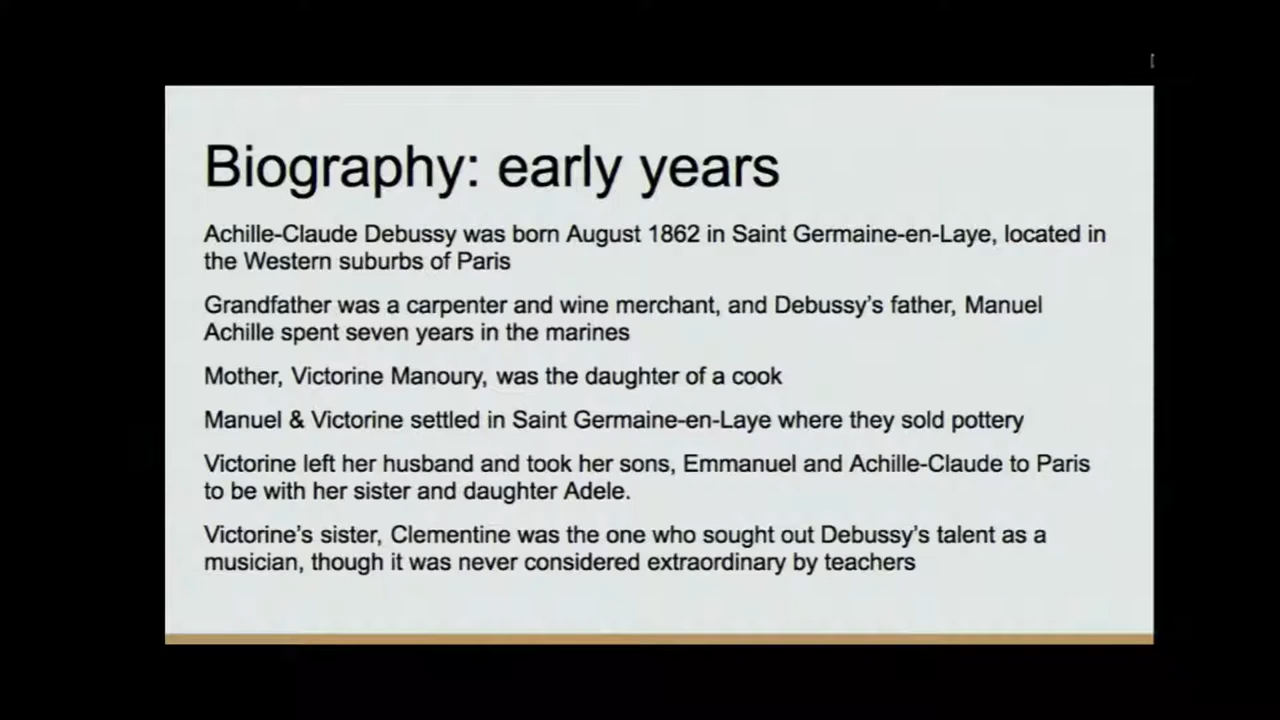 Biography: early years
Achille-Claude Debussy was born August 1862 in Saint Germaine-en-Laye, located in
the Western suburbs of Paris
Grandfather was a carpenter and wine merchant, and Debussy’s father, Manuel
Achille spent seven years in the marines
Mother, Victorine Manoury, was the daughter of a cook
Manuel & Victorine settled in Saint Germaine-en-Laye where they sold pottery
Victorine left her husband and took her sons, Emmanuel and Achille-Claude to Paris
to be with her sister and daughter Adele.
Victorine’s sister, Clementine was the one who sought out Debussy’s talent as a
musician, though it was never considered extraordinary by teachers